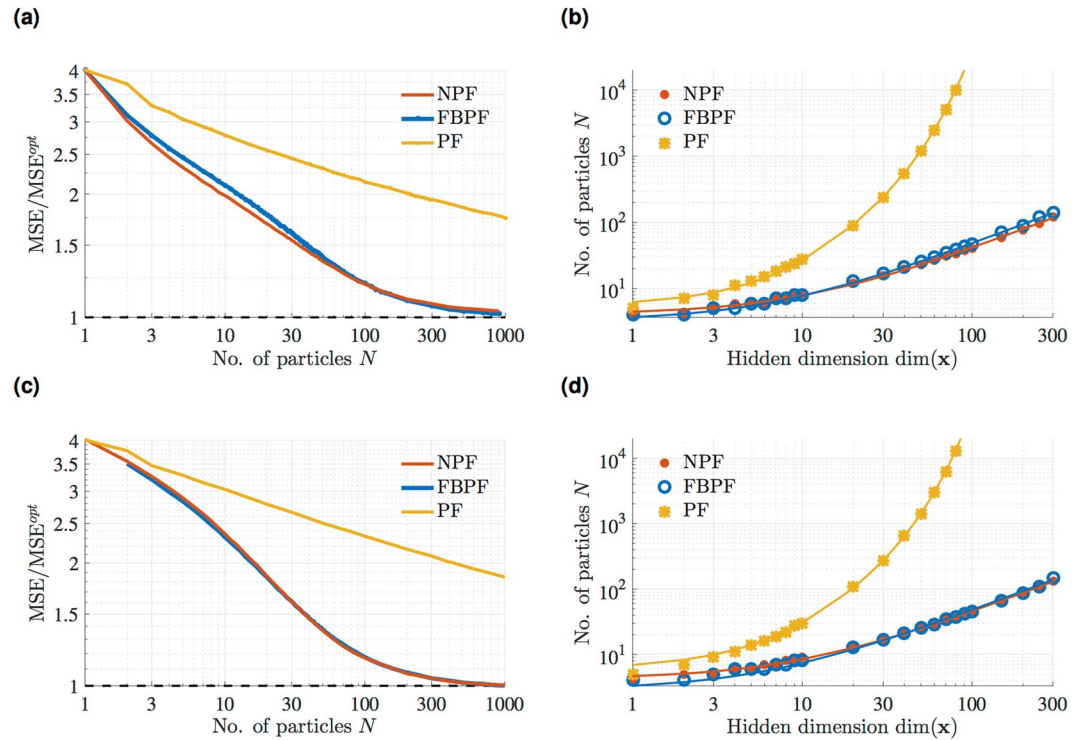 (a)
4
3.5
3
2.5
2
1.5
1
MSE/MSE^opt
NPF
FBPF
PF
1 3 10 30 100 300 1000
No. of particles N
(b)
10^4
10^3
10^2
10^1
No. of particles N
NPF
FBPF
PF
1 3 10 30 100 300
Hidden dimension dim(x)
(c)
4
3.5
3
2.5
2
1.5
1
MSE/MSE^opt
NPF
FBPF
PF
1 3 10 30 100 300 1000
No. of particles N
(d)
10^4
10^3
10^2
10^1
No. of particles N
NPF
FBPF
PF
1 3 10 30 100 300
Hidden dimension dim(x)